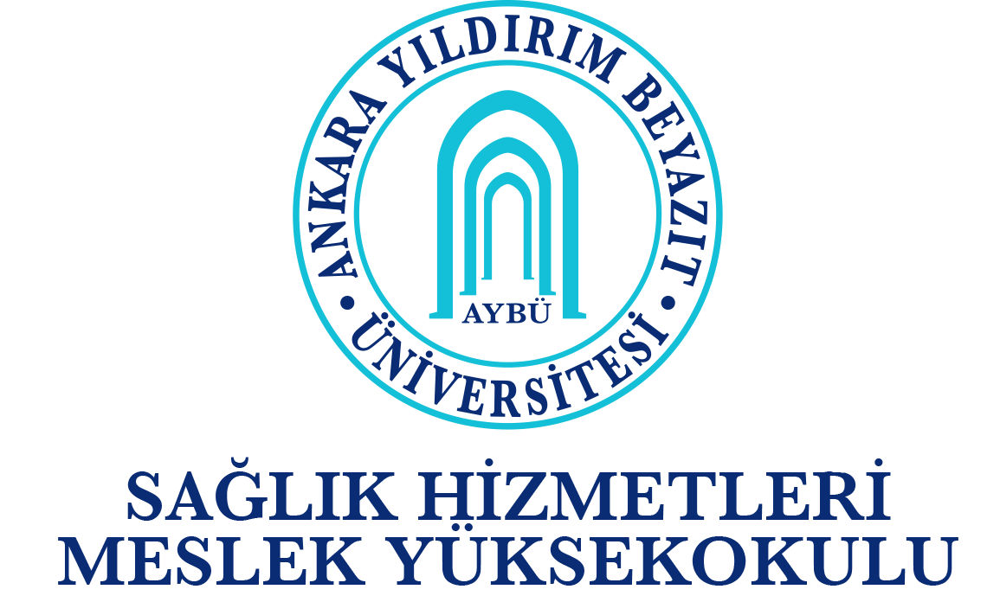 ANKARA YILDIRIM BEYAZIT
• ÜNİVERSİTESİ •
AYBÜ
SAĞLIK HİZMETLERİ
MESLEK YÜKSEKOKULU